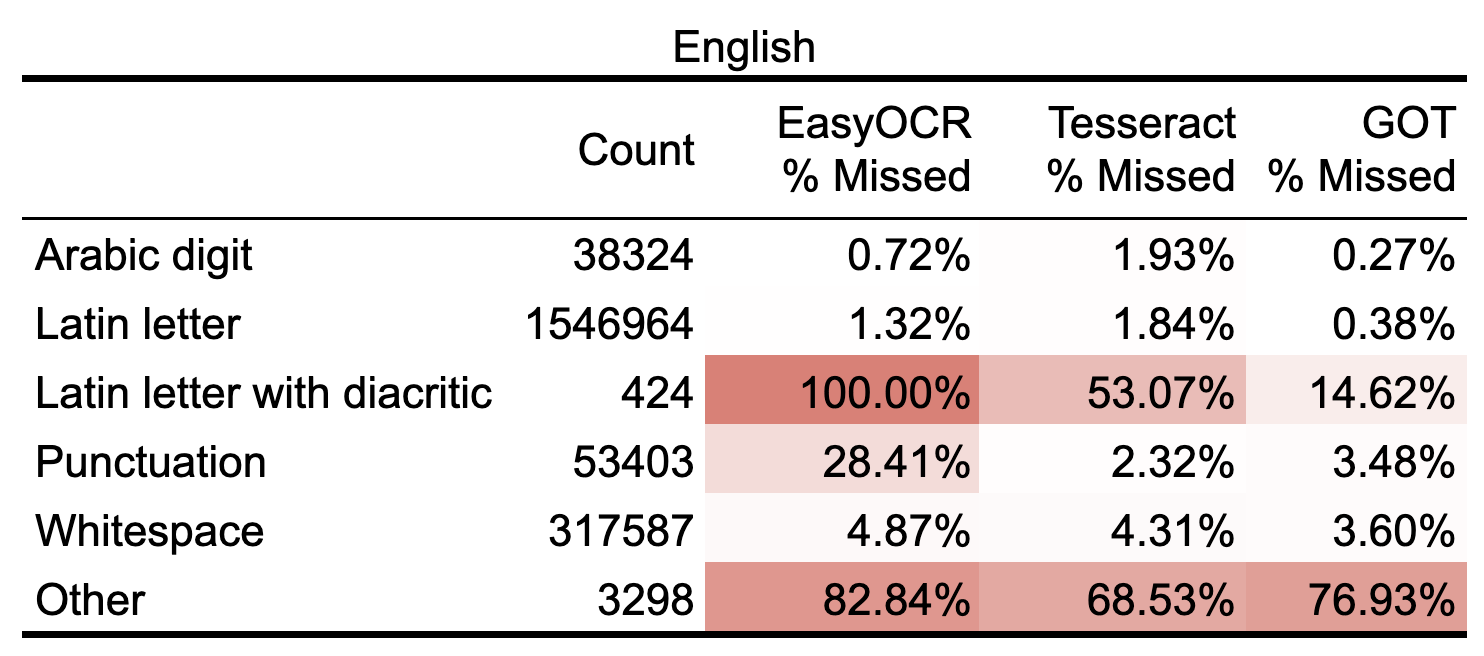 English
Count EasyOCR % Missed Tesseract % Missed GOT % Missed
Arabic digit 38324 0.72% 1.93% 0.27%
Latin letter 1546964 1.32% 1.84% 0.38%
Latin letter with diacritic 424 100.00% 53.07% 14.62%
Punctuation 53403 28.41% 2.32% 3.48%
Whitespace 317587 4.87% 4.31% 3.60%
Other 3298 82.84% 68.53% 76.93%